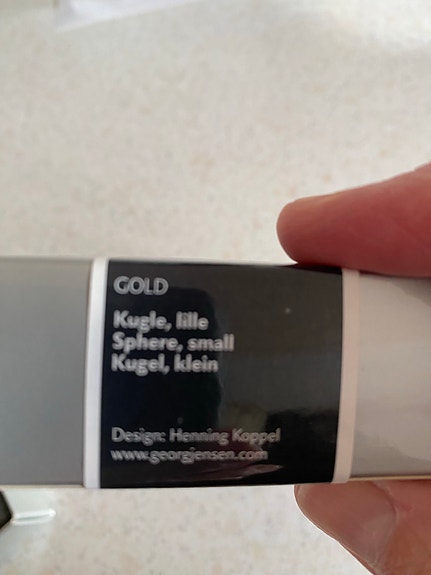 GOLD
Kugle, lille
Sphere, small
Kugel, klein
Design: Henning Koppel
www.georgjensen.com